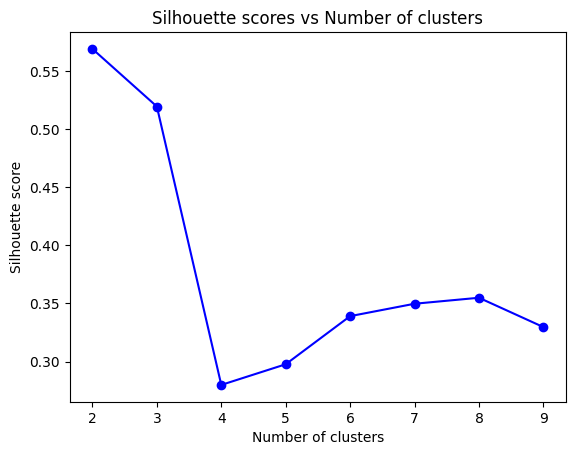 Silhouette scores vs Number of clusters
Silhouette score
0.55
0.50
0.45
0.40
0.35
0.30
2 3 4 5 6 7 8 9
Number of clusters